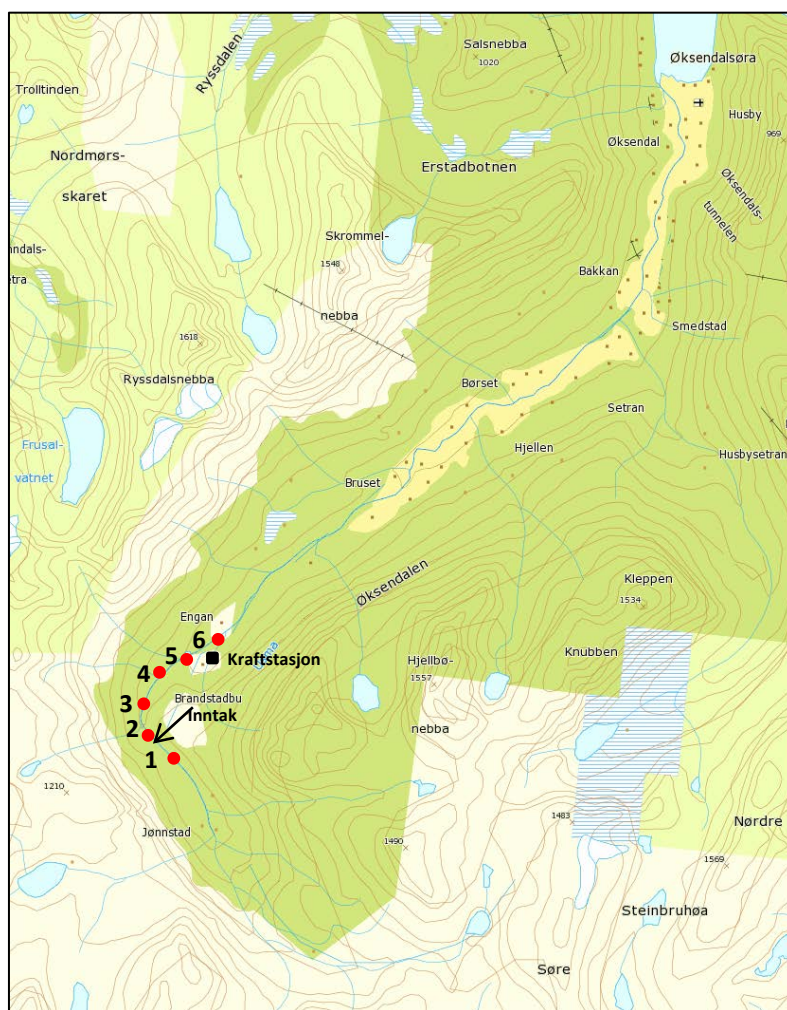 Salsnebba
1020
Øksendalsøra
Ryssdalen
Trolltinden
Husby
Øksendal
969
Nordmørs-
skaret
Erstadbotnen
Øksendals-
tunnelen
Skrommel-
1548
nebba
ndals-
etra
Bakkan
Smedstad
1618
Ryssdalsnebba
Børset
Setran
Frusal-
vatnet
Hjellen
Husbysetran
Bruset
Øksendalen
Kleppen
1534
Engan
6
5
Kraftstasjon
4
Hjellbø-
1557
nebba
Knubben
Brandstadbu
3
Inntak
2
1
1210
Jønnstad
1490
1483
Nørdre
1569
Steinbruhøa
Søre